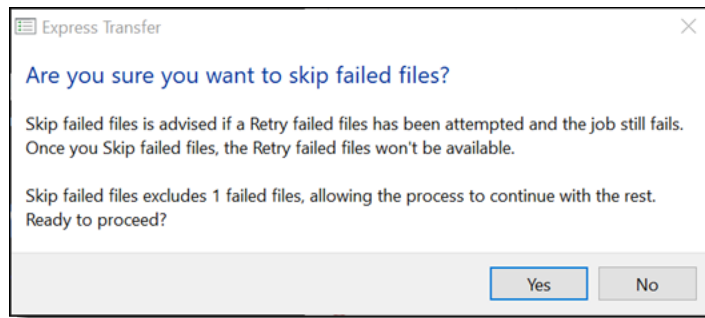 Express Transfer
Are you sure you want to skip failed files?
Skip failed files is advised if a Retry failed files has been attempted and the job still fails.
Once you Skip failed files, the Retry failed files won't be available.
Skip failed files excludes 1 failed files, allowing the process to continue with the rest.
Ready to proceed?
Yes
No